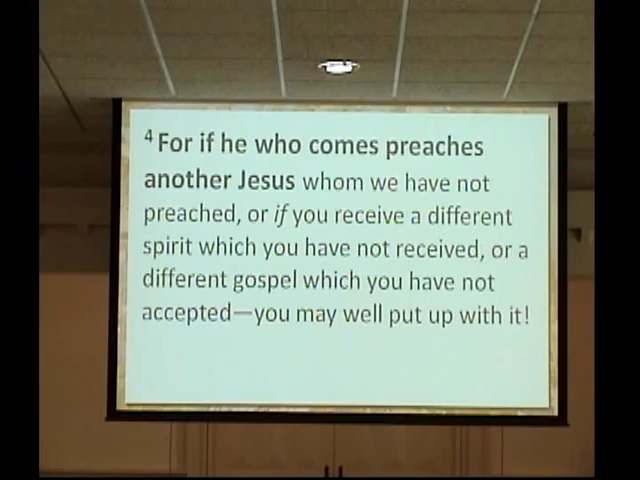 4 For if he who comes preaches
another Jesus whom we have not
preached, or if you receive a different
spirit which you have not received, or a
different gospel which you have not
accepted—you may well put up with it!